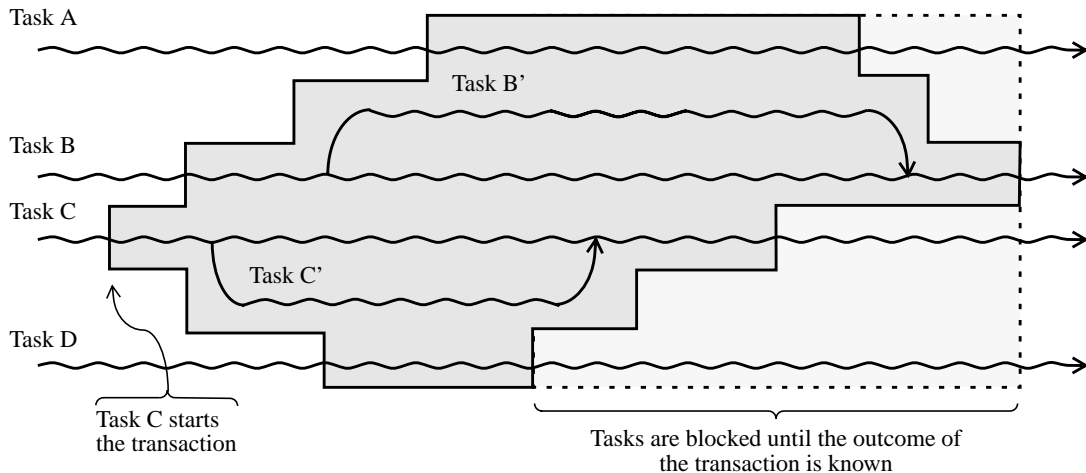 Task A
Task B’
Task B
Task C
Task C’
Task D
Task C starts
the transaction
Tasks are blocked until the outcome of
the transaction is known